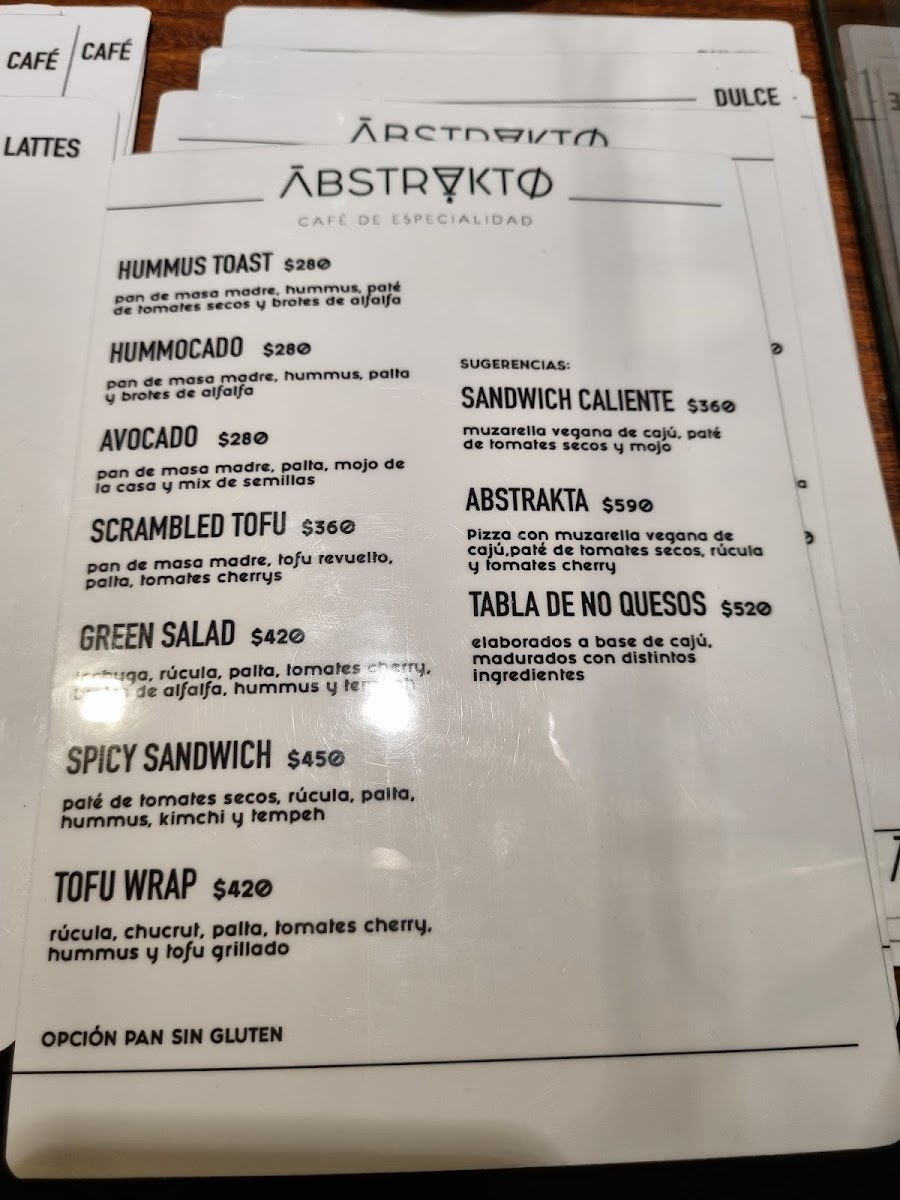 CAFÉ
CAFÉ
LATTES
DULCE
ĀBSTRAKTO
ĀBSTRAKTO
CAFÉ DE ESPECIALIDAD
HUMMUS TOAST $280
pan de masa madre, hummus, paté
de tomates secos y brotes de alfalfa
HUMMOCADO $280
pan de masa madre, hummus, palta
y brotes de alfalfa
AVOCADO $280
pan de masa madre, palta, mojo de
la casa y mix de semillas
SCRAMBLED TOFU $360
pan de masa madre, tofu revuelto,
palta, tomates cherrys
GREEN SALAD $420
lechuga, rúcula, palta, tomates cherry,
de alfalfa, hummus y
SPICY SANDWICH $450
paté de tomates secos, rúcula, palta,
hummus, kimchi y tempeh
TOFU WRAP $420
rúcula, chucrut, palta, tomates cherry,
hummus y tofu grillado
OPCIÓN PAN SIN GLUTEN
SUGERENCIAS:
SANDWICH CALIENTE $360
muzarella vegana de cajú, paté
de tomates secos y mojo
ABSTRAKTA $590
Pizza con muzarella vegana de
cajú,paté de tomates secos, rúcula
y tomates cherry
TABLA DE NO QUESOS $520
elaborados a base de cajú,
madurados con distintos
ingredientes